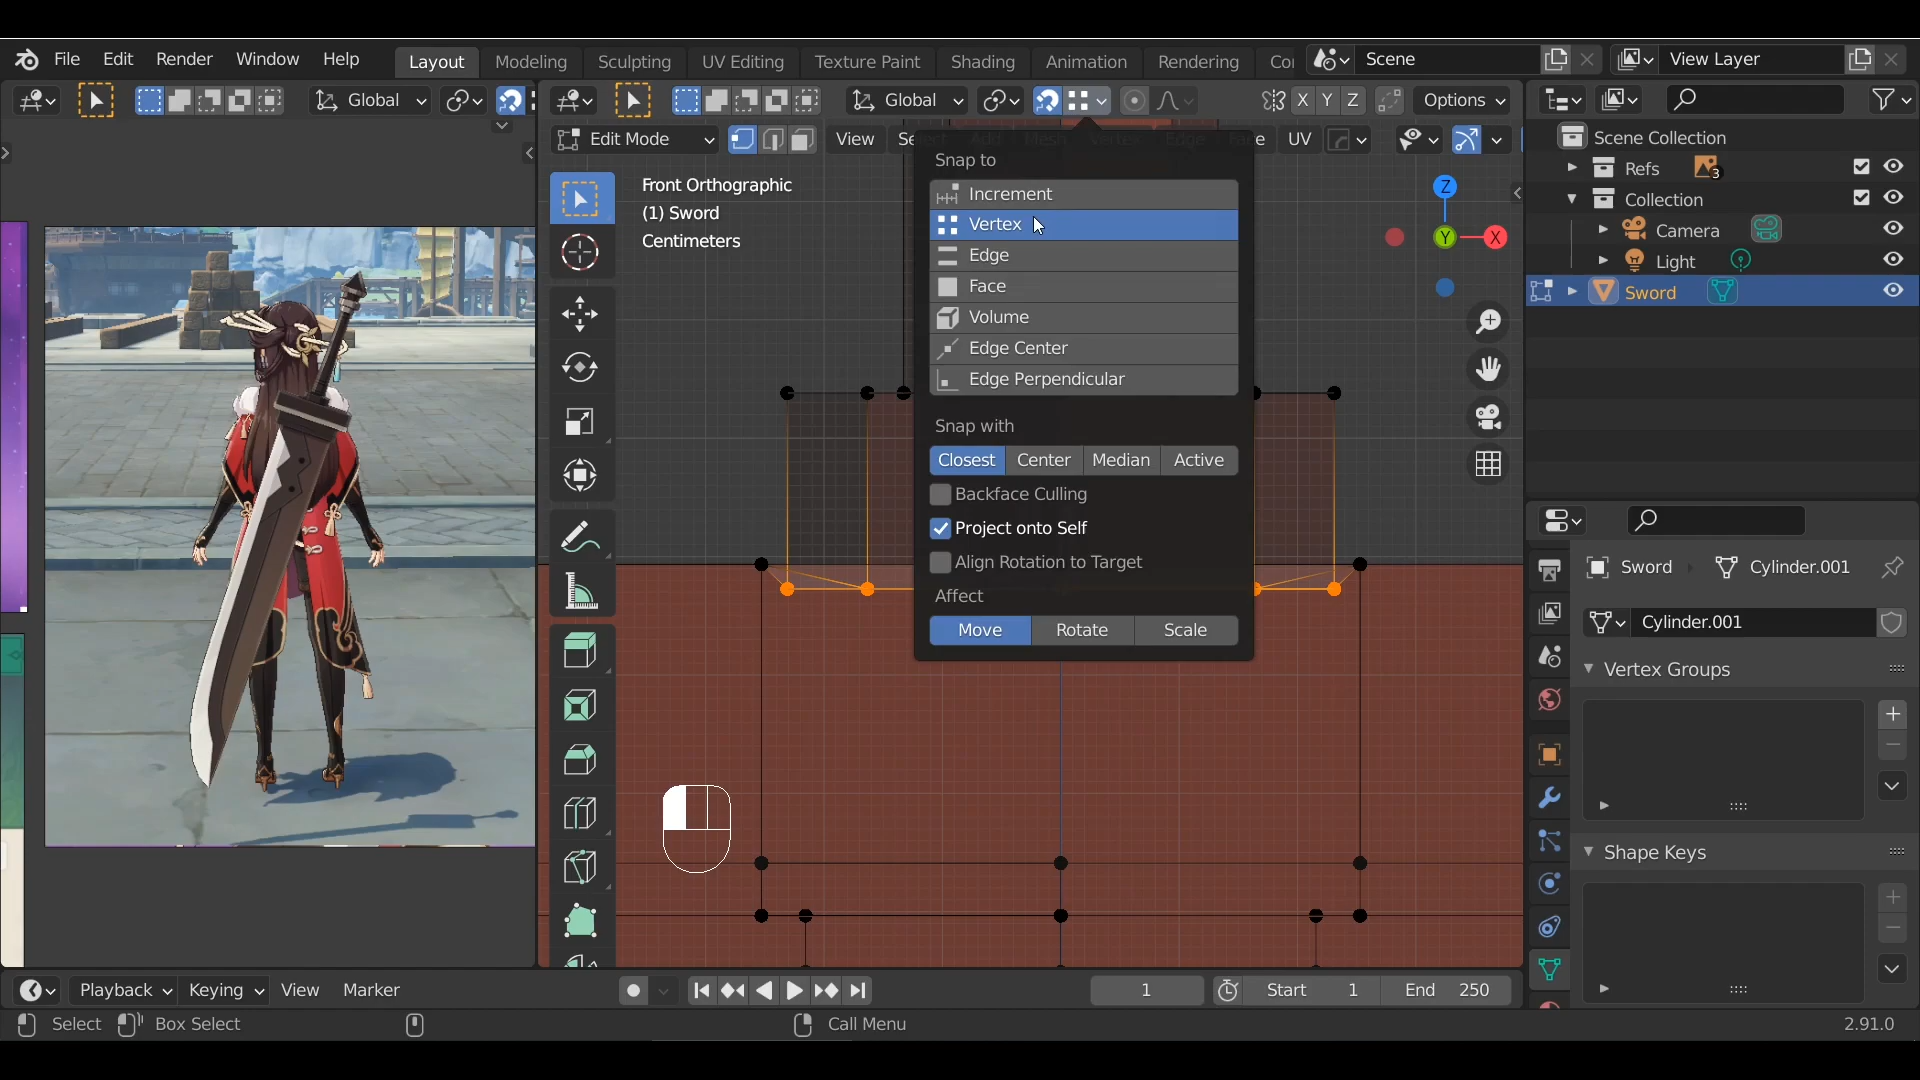 File Edit Render Window Help Layout Modeling Sculpting UV Editing Texture Paint Shading Animation Rendering Scene View Layer
Global Global X Y Z Options
Edit Mode View UV
Front Orthographic
(1) Sword
Centimeters
Snap to
Increment
Vertex
Edge
Face
Volume
Edge Center
Edge Perpendicular
Snap with
Closest Center Median Active
Backface Culling
Project onto Self
Align Rotation to Target
Affect
Move Rotate Scale
Z
Y X
Scene Collection
Refs 3
Collection
Camera
Light
Sword
Sword Cylinder.001
Cylinder.001
Vertex Groups
Shape Keys
Playback Keying View Marker 1 Start 1 End 250
Select Box Select Call Menu 2.91.0